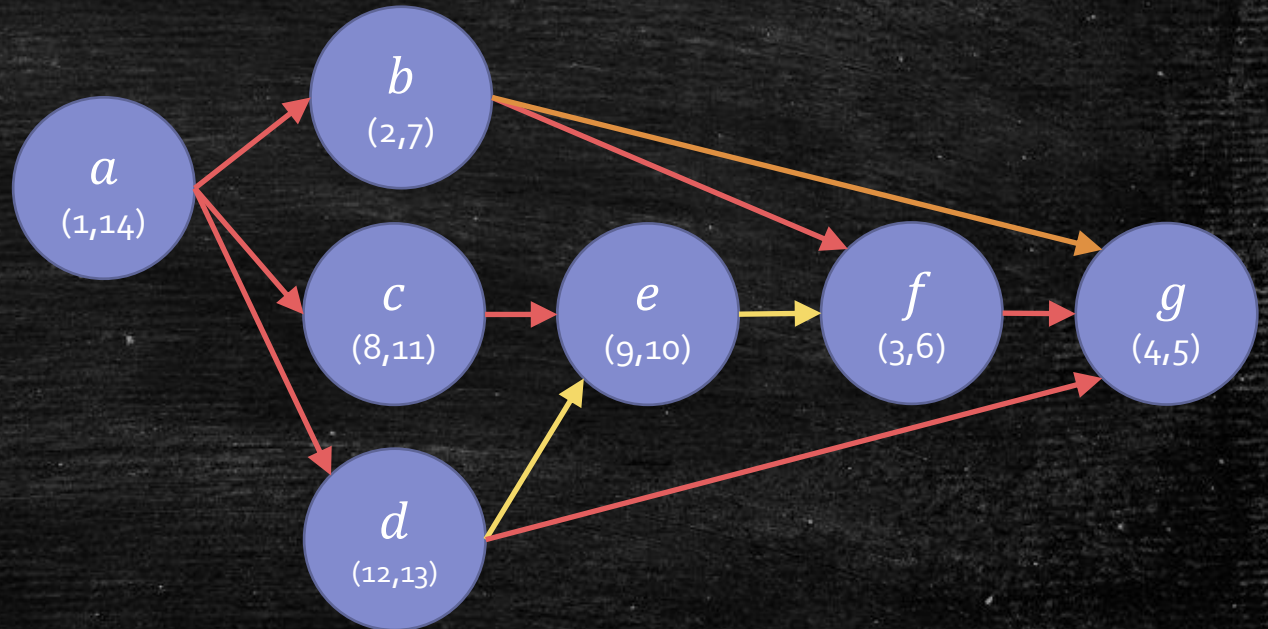 a
(1,14)
b
(2,7)
c
(8,11)
d
(12,13)
e
(9,10)
f
(3,6)
g
(4,5)